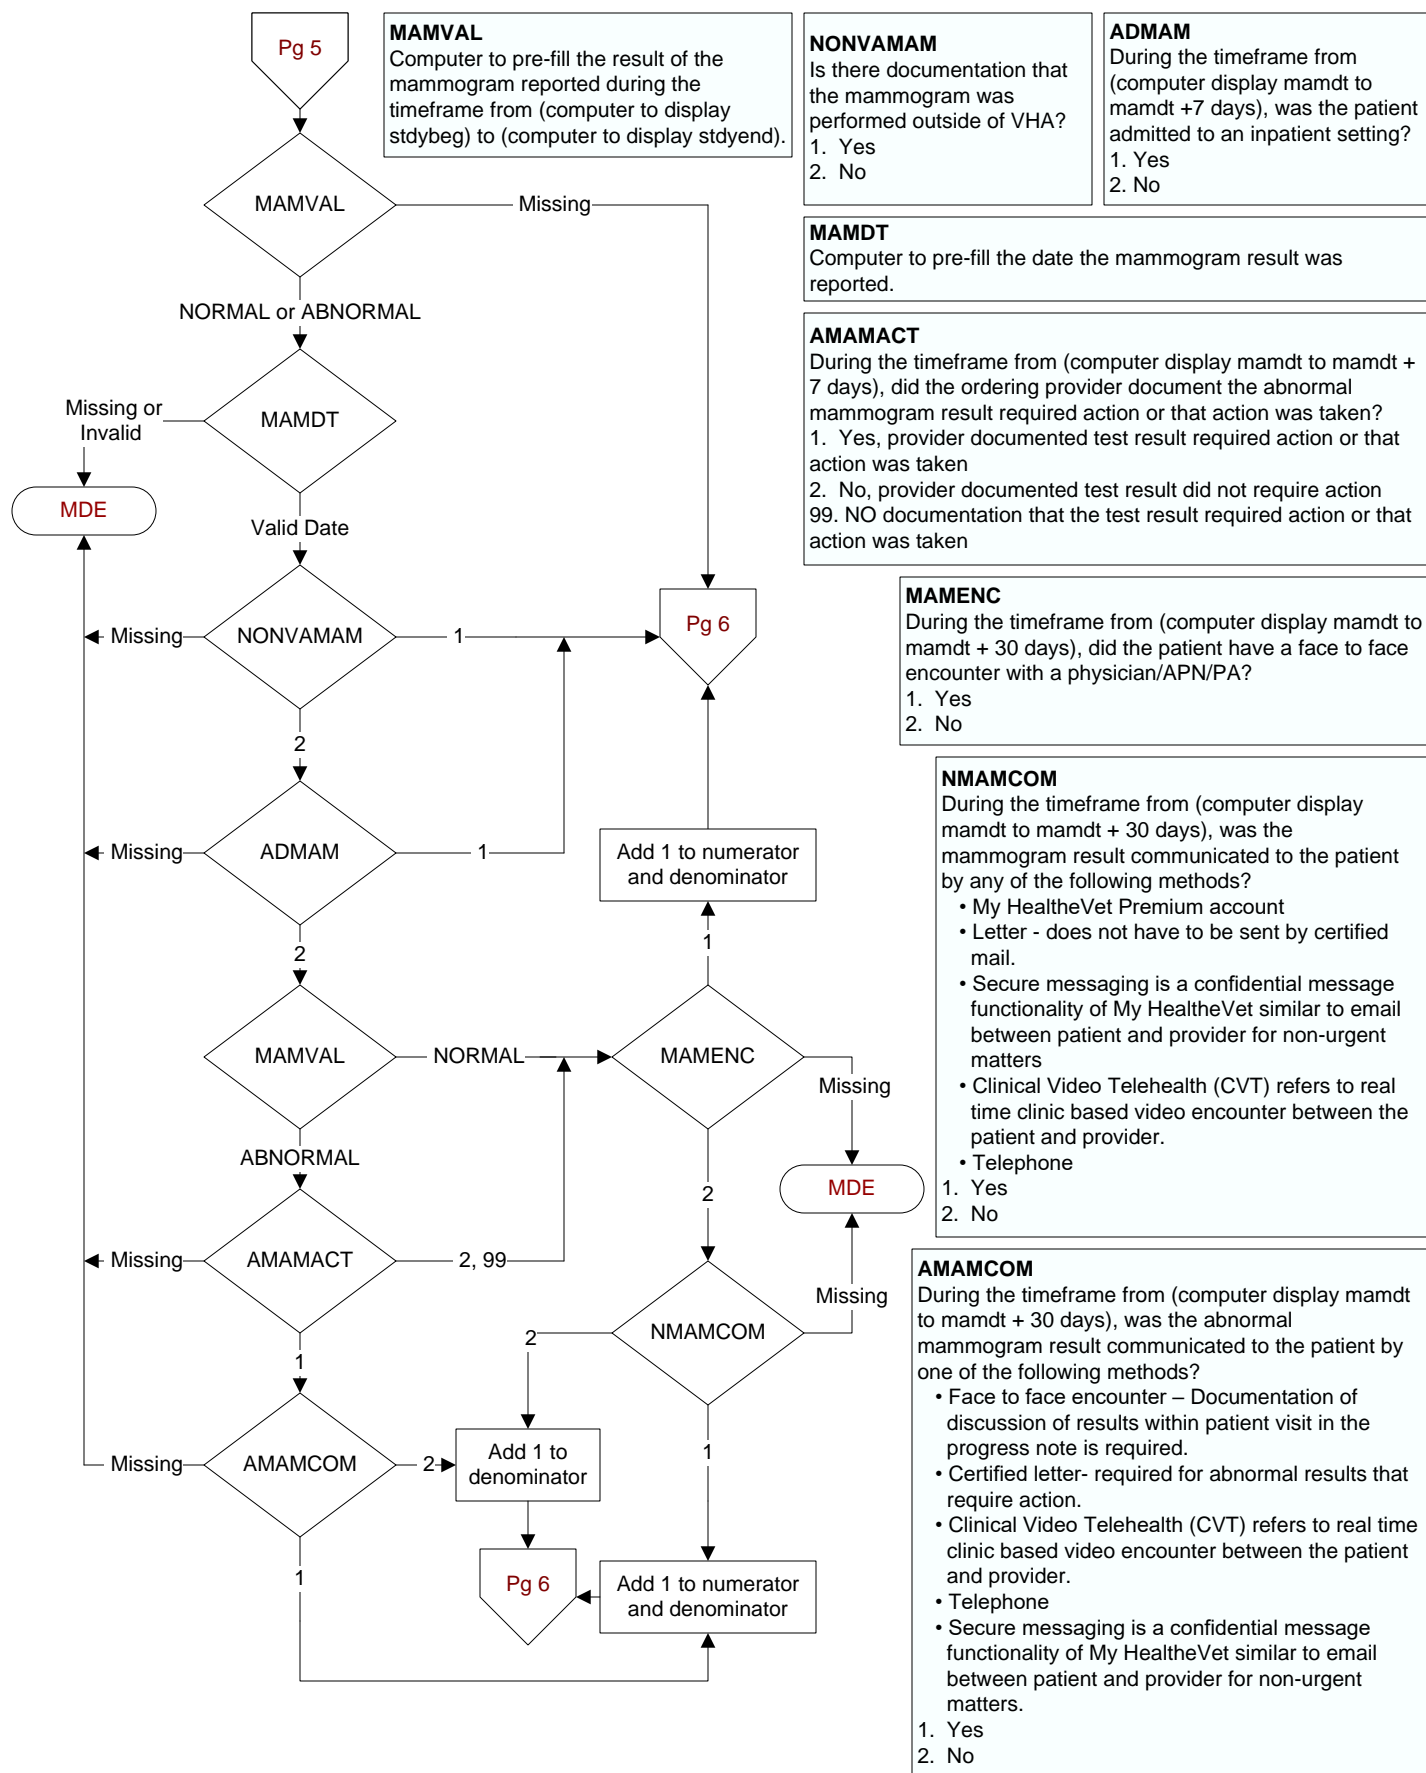 Pg 5
MAMVAL
Computer to pre-fill the result of the
mammogram reported during the
timeframe from (computer to display
stdybeg) to (computer to display stdyend).
NONVAMAM
Is there documentation that
the mammogram was
performed outside of VHA?
1. Yes
2. No
ADMAM
During the timeframe from
(computer display mamdt to
mamdt +7 days), was the patient
admitted to an inpatient setting?
1. Yes
2. No
MAMDT
Computer to pre-fill the date the mammogram result was
reported.
AMAMACT
During the timeframe from (computer display mamdt to mamdt +
7 days), did the ordering provider document the abnormal
mammogram result required action or that action was taken?
1. Yes, provider documented test result required action or that
action was taken
2. No, provider documented test result did not require action
99. NO documentation that the test result required action or that
action was taken
MAMENC
During the timeframe from (computer display mamdt to
mamdt + 30 days), did the patient have a face to face
encounter with a physician/APN/PA?
1. Yes
2. No
NMAMCOM
During the timeframe from (computer display
mamdt to mamdt + 30 days), was the
mammogram result communicated to the patient
by any of the following methods?
• My HealtheVet Premium account
• Letter - does not have to be sent by certified
mail.
• Secure messaging is a confidential message
functionality of My HealtheVet similar to email
between patient and provider for non-urgent
matters
• Clinical Video Telehealth (CVT) refers to real
time clinic based video encounter between the
patient and provider.
• Telephone
1. Yes
2. No
AMAMCOM
During the timeframe from (computer display mamdt
to mamdt + 30 days), was the abnormal
mammogram result communicated to the patient by
one of the following methods?
• Face to face encounter – Documentation of
discussion of results within patient visit in the
progress note is required.
• Certified letter- required for abnormal results that
require action.
• Clinical Video Telehealth (CVT) refers to real time
clinic based video encounter between the patient
and provider.
• Telephone
• Secure messaging is a confidential message
functionality of My HealtheVet similar to email
between patient and provider for non-urgent
matters.
1. Yes
2. No
MAMVAL
Missing
NORMAL or ABNORMAL
MAMDT
Missing or
Invalid
MDE
Valid Date
NONVAMAM
Missing
1
Pg 6
2
ADMAM
Missing
1
Add 1 to numerator
and denominator
2
1
MAMVAL
NORMAL
MAMENC
Missing
ABNORMAL
MDE
2
AMAMACT
Missing
2, 99
Missing
NMAMCOM
2
1
AMAMCOM
Missing
2
Add 1 to
denominator
1
1
Pg 6
Add 1 to numerator
and denominator